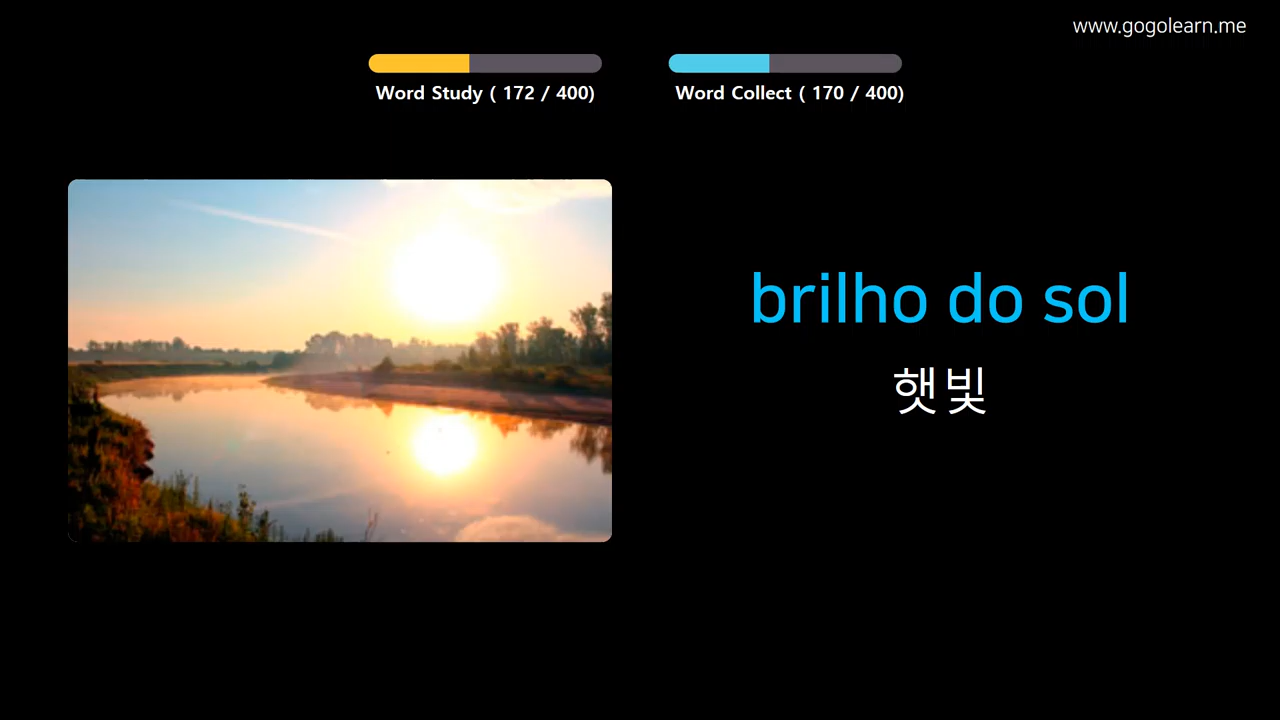 www.gogolearn.me
Word Study ( 172 / 400)
Word Collect ( 170 / 400)
brilho do sol
햇빛